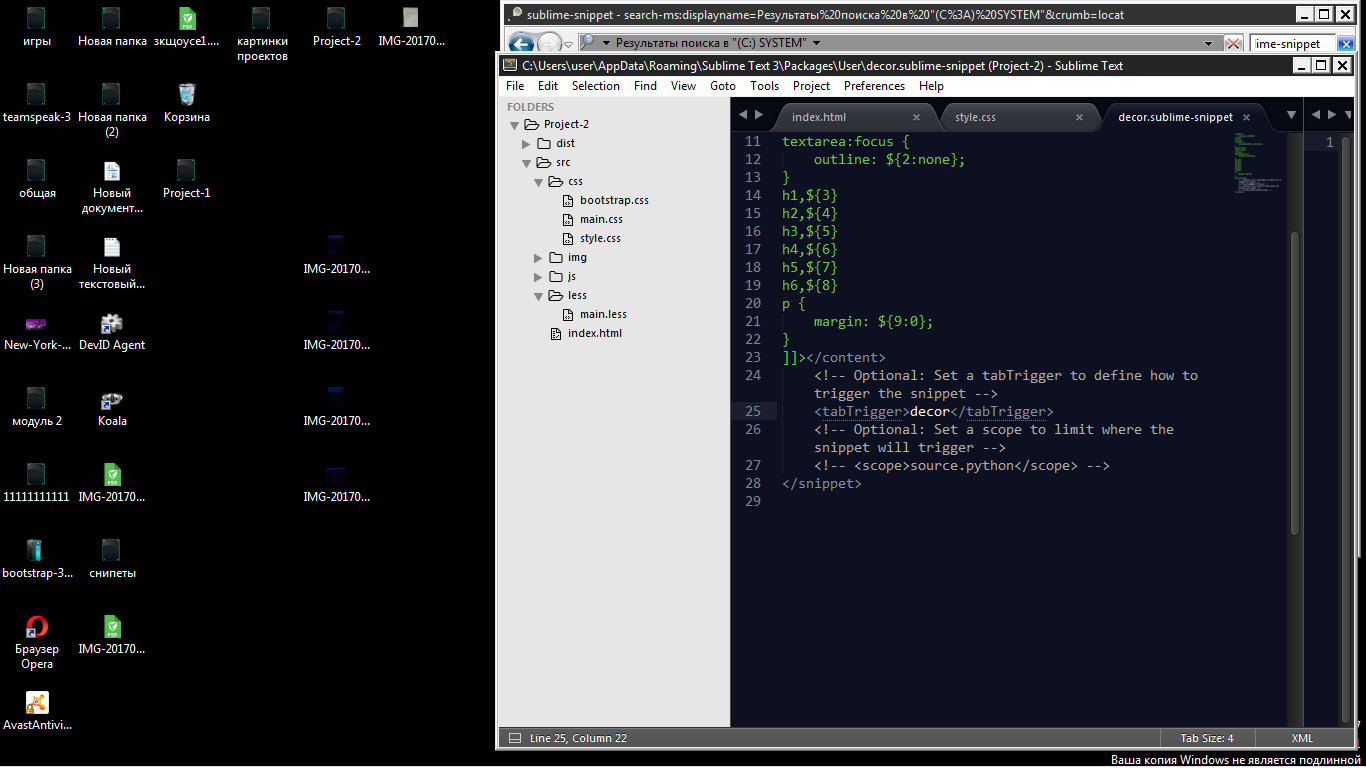 игры
Новая папка
зкщоусе1....
картинки
проектов
Project-2
IMG-20170...
teamspeak-3
Новая папка
(2)
Корзина
общая
Новый
документ...
Project-1
Новая папка
(3)
Новый
текстовый...
IMG-20170...
New-York-...
DevID Agent
IMG-20170...
модуль 2
Koala
IMG-20170...
11111111111
IMG-20170...
IMG-20170...
bootstrap-3...
снипеты
Браузер
Opera
IMG-20170...
AvastAntivi...
sublime-snippet - search-ms:displayname=Результаты%20поиска%20в%20"(C%3A)%20SYSTEM"&crumb=locat
Результаты поиска в "(C:) SYSTEM"
ime-snippet
C:\Users\user\AppData\Roaming\Sublime Text 3\Packages\User\decor.sublime-snippet (Project-2) - Sublime Text
File Edit Selection Find View Goto Tools Project Preferences Help
FOLDERS
Project-2
dist
src
css
bootstrap.css
main.css
style.css
img
js
less
main.less
index.html
index.html
style.css
decor.sublime-snippet
11 textarea:focus {
12 outline: ${2:none};
13 }
14 h1,${3}
15 h2,${4}
16 h3,${5}
17 h4,${6}
18 h5,${7}
19 h6,${8}
20 p {
21 margin: ${9:0};
22 }
23 ]]></content>
24 <!-- Optional: Set a tabTrigger to define how to
trigger the snippet -->
25 <tabTrigger>decor</tabTrigger>
26 <!-- Optional: Set a scope to limit where the
snippet will trigger -->
27 <!-- <scope>source.python</scope> -->
28 </snippet>
29
1
Line 25, Column 22
Tab Size: 4
XML
Ваша копия Windows не является подлинной